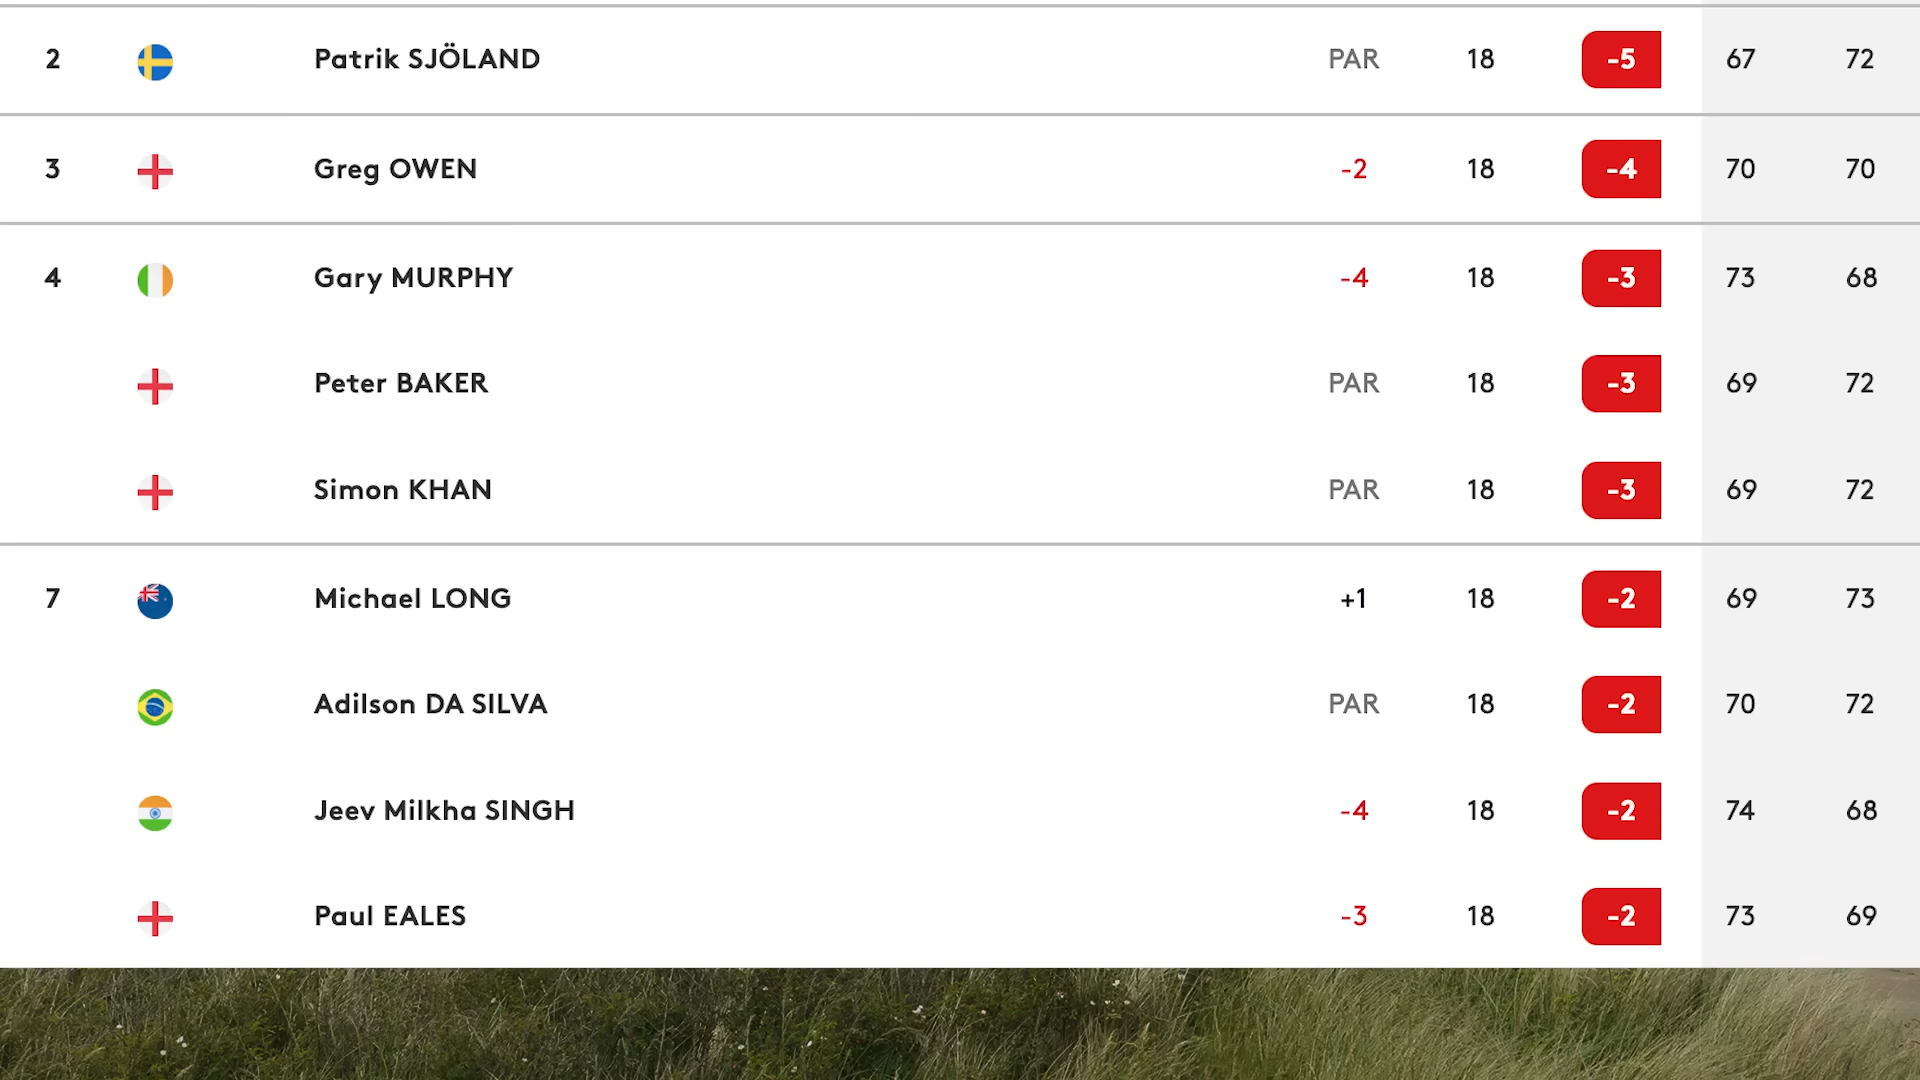 2 Patrik SJÖLAND PAR 18 -5 67 72
3 Greg OWEN -2 18 -4 70 70
4 Gary MURPHY -4 18 -3 73 68
Peter BAKER PAR 18 -3 69 72
Simon KHAN PAR 18 -3 69 72
7 Michael LONG +1 18 -2 69 73
Adilson DA SILVA PAR 18 -2 70 72
Jeev Milkha SINGH -4 18 -2 74 68
Paul EALES -3 18 -2 73 69